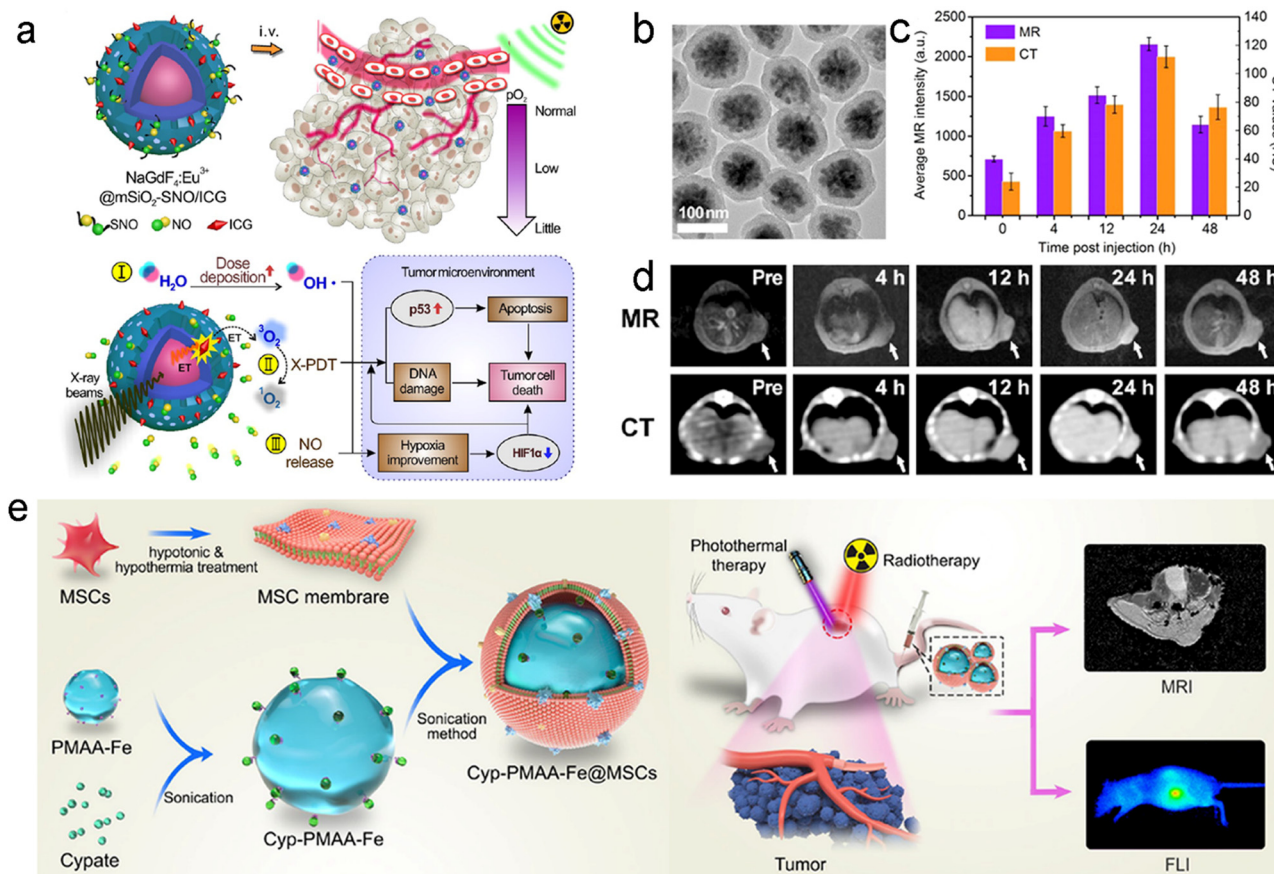 a
i.v.
pO₂
Normal
Low
Little
NaGdF₄:Eu³⁺
@mSiO₂-SNO/ICG
SNO
NO
ICG
I
H₂O
Dose
deposition
OH •
X-ray
beams
ET
ET
³O₂
¹O₂
II
X-PDT
III
NO
release
Tumor microenvironment
p53
Apoptosis
DNA
damage
Tumor cell
death
Hypoxia
improvement
HIF1α
b
100 nm
c
MR
CT
Average MR intensity (a.u.)
2500
2000
1500
1000
500
0
140
120
100
80
60
40
20
0
0
4
12
24
48
Time post injection (h)
d
MR
Pre
4 h
12 h
24 h
48 h
CT
Pre
4 h
12 h
24 h
48 h
e
MSCs
hypotonic &
hypothermia treatment
MSC membrare
PMAA-Fe
Cypate
Sonication
Cyp-PMAA-Fe
Sonication
method
Cyp-PMAA-Fe@MSCs
Photothermal
therapy
Radiotherapy
Tumor
MRI
FLI